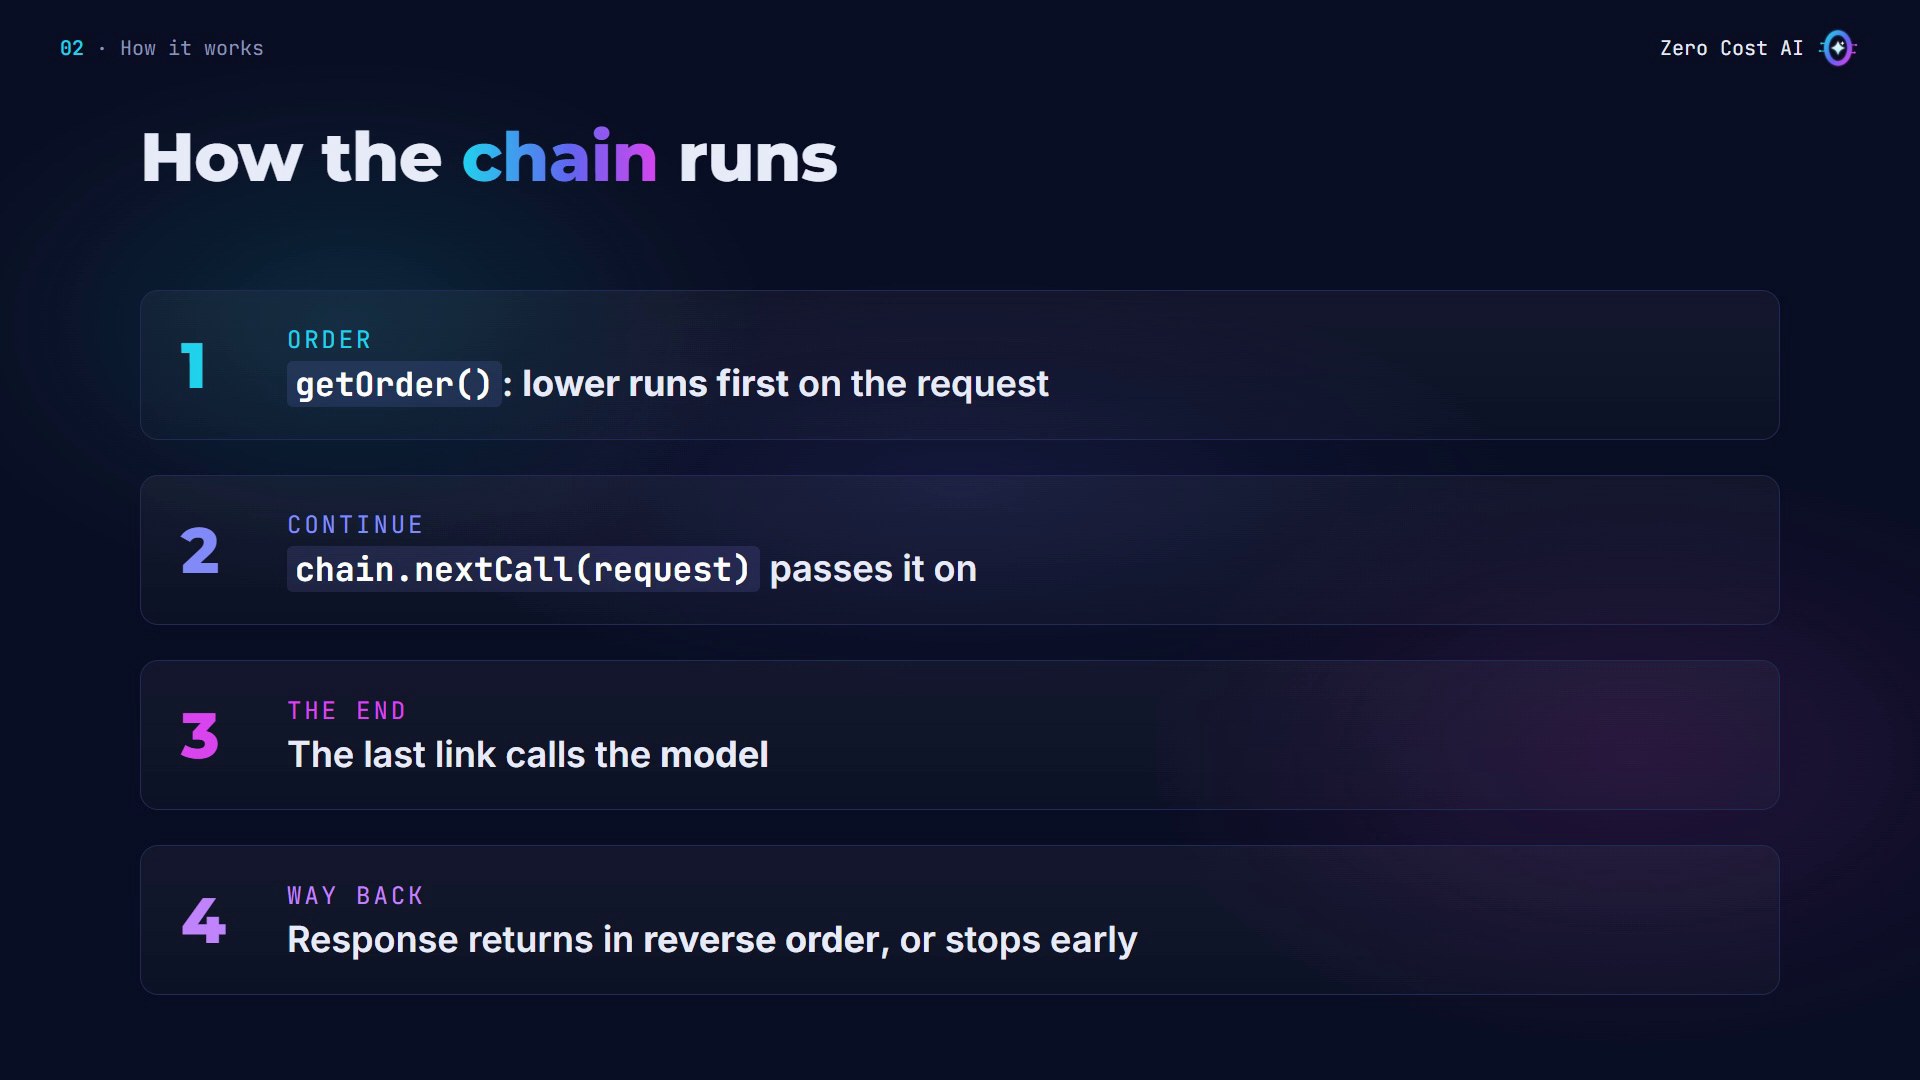 02 · How it works
Zero Cost AI
How the chain runs
1
ORDER
getOrder(): lower runs first on the request
2
CONTINUE
chain.nextCall(request) passes it on
3
THE END
The last link calls the model
4
WAY BACK
Response returns in reverse order, or stops early